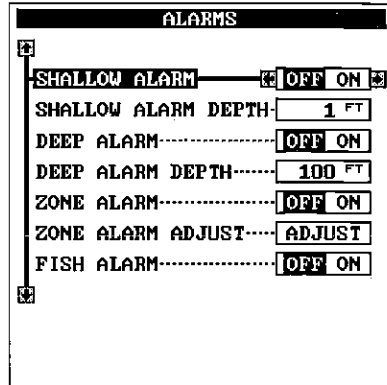 ALARMS
SHALLOW ALARM OFF ON
SHALLOW ALARM DEPTH 1 FT
DEEP ALARM OFF ON
DEEP ALARM DEPTH 100 FT
ZONE ALARM OFF ON
ZONE ALARM ADJUST ADJUST
FISH ALARM OFF ON